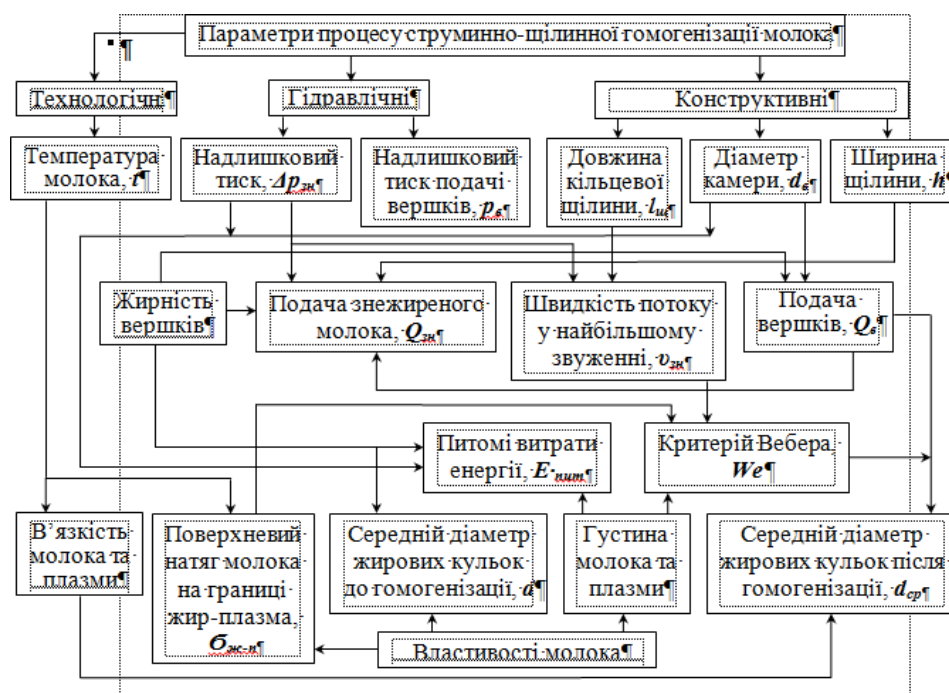 Параметри процесу струминно-щілинної гомогенізації молока
Технологічні
Гідравлічні
Конструктивні
Температура
молока, t
Надлишковий
тиск, Δpзн
Надлишковий
тиск подачі
вершків, pв
Довжина
кільцевої
щілини, lщ
Діаметр
камери, dв
Ширина
щілини, h
Жирність
вершків
Подача знежиреного
молока, Qзн
Швидкість потоку
у найбільшому
звуженні, υзн
Подача
вершків, Qв
Питомі витрати
енергії, E пит
Критерій Вебера,
We
В’язкість
молока та
плазми
Поверхневий
натяг молока
на границі
жир-плазма,
σж-п
Середній діаметр
жирових кульок
до гомогенізації, d
Густина
молока та
плазми
Середній діаметр
жирових кульок після
гомогенізації, dср
Властивості молока